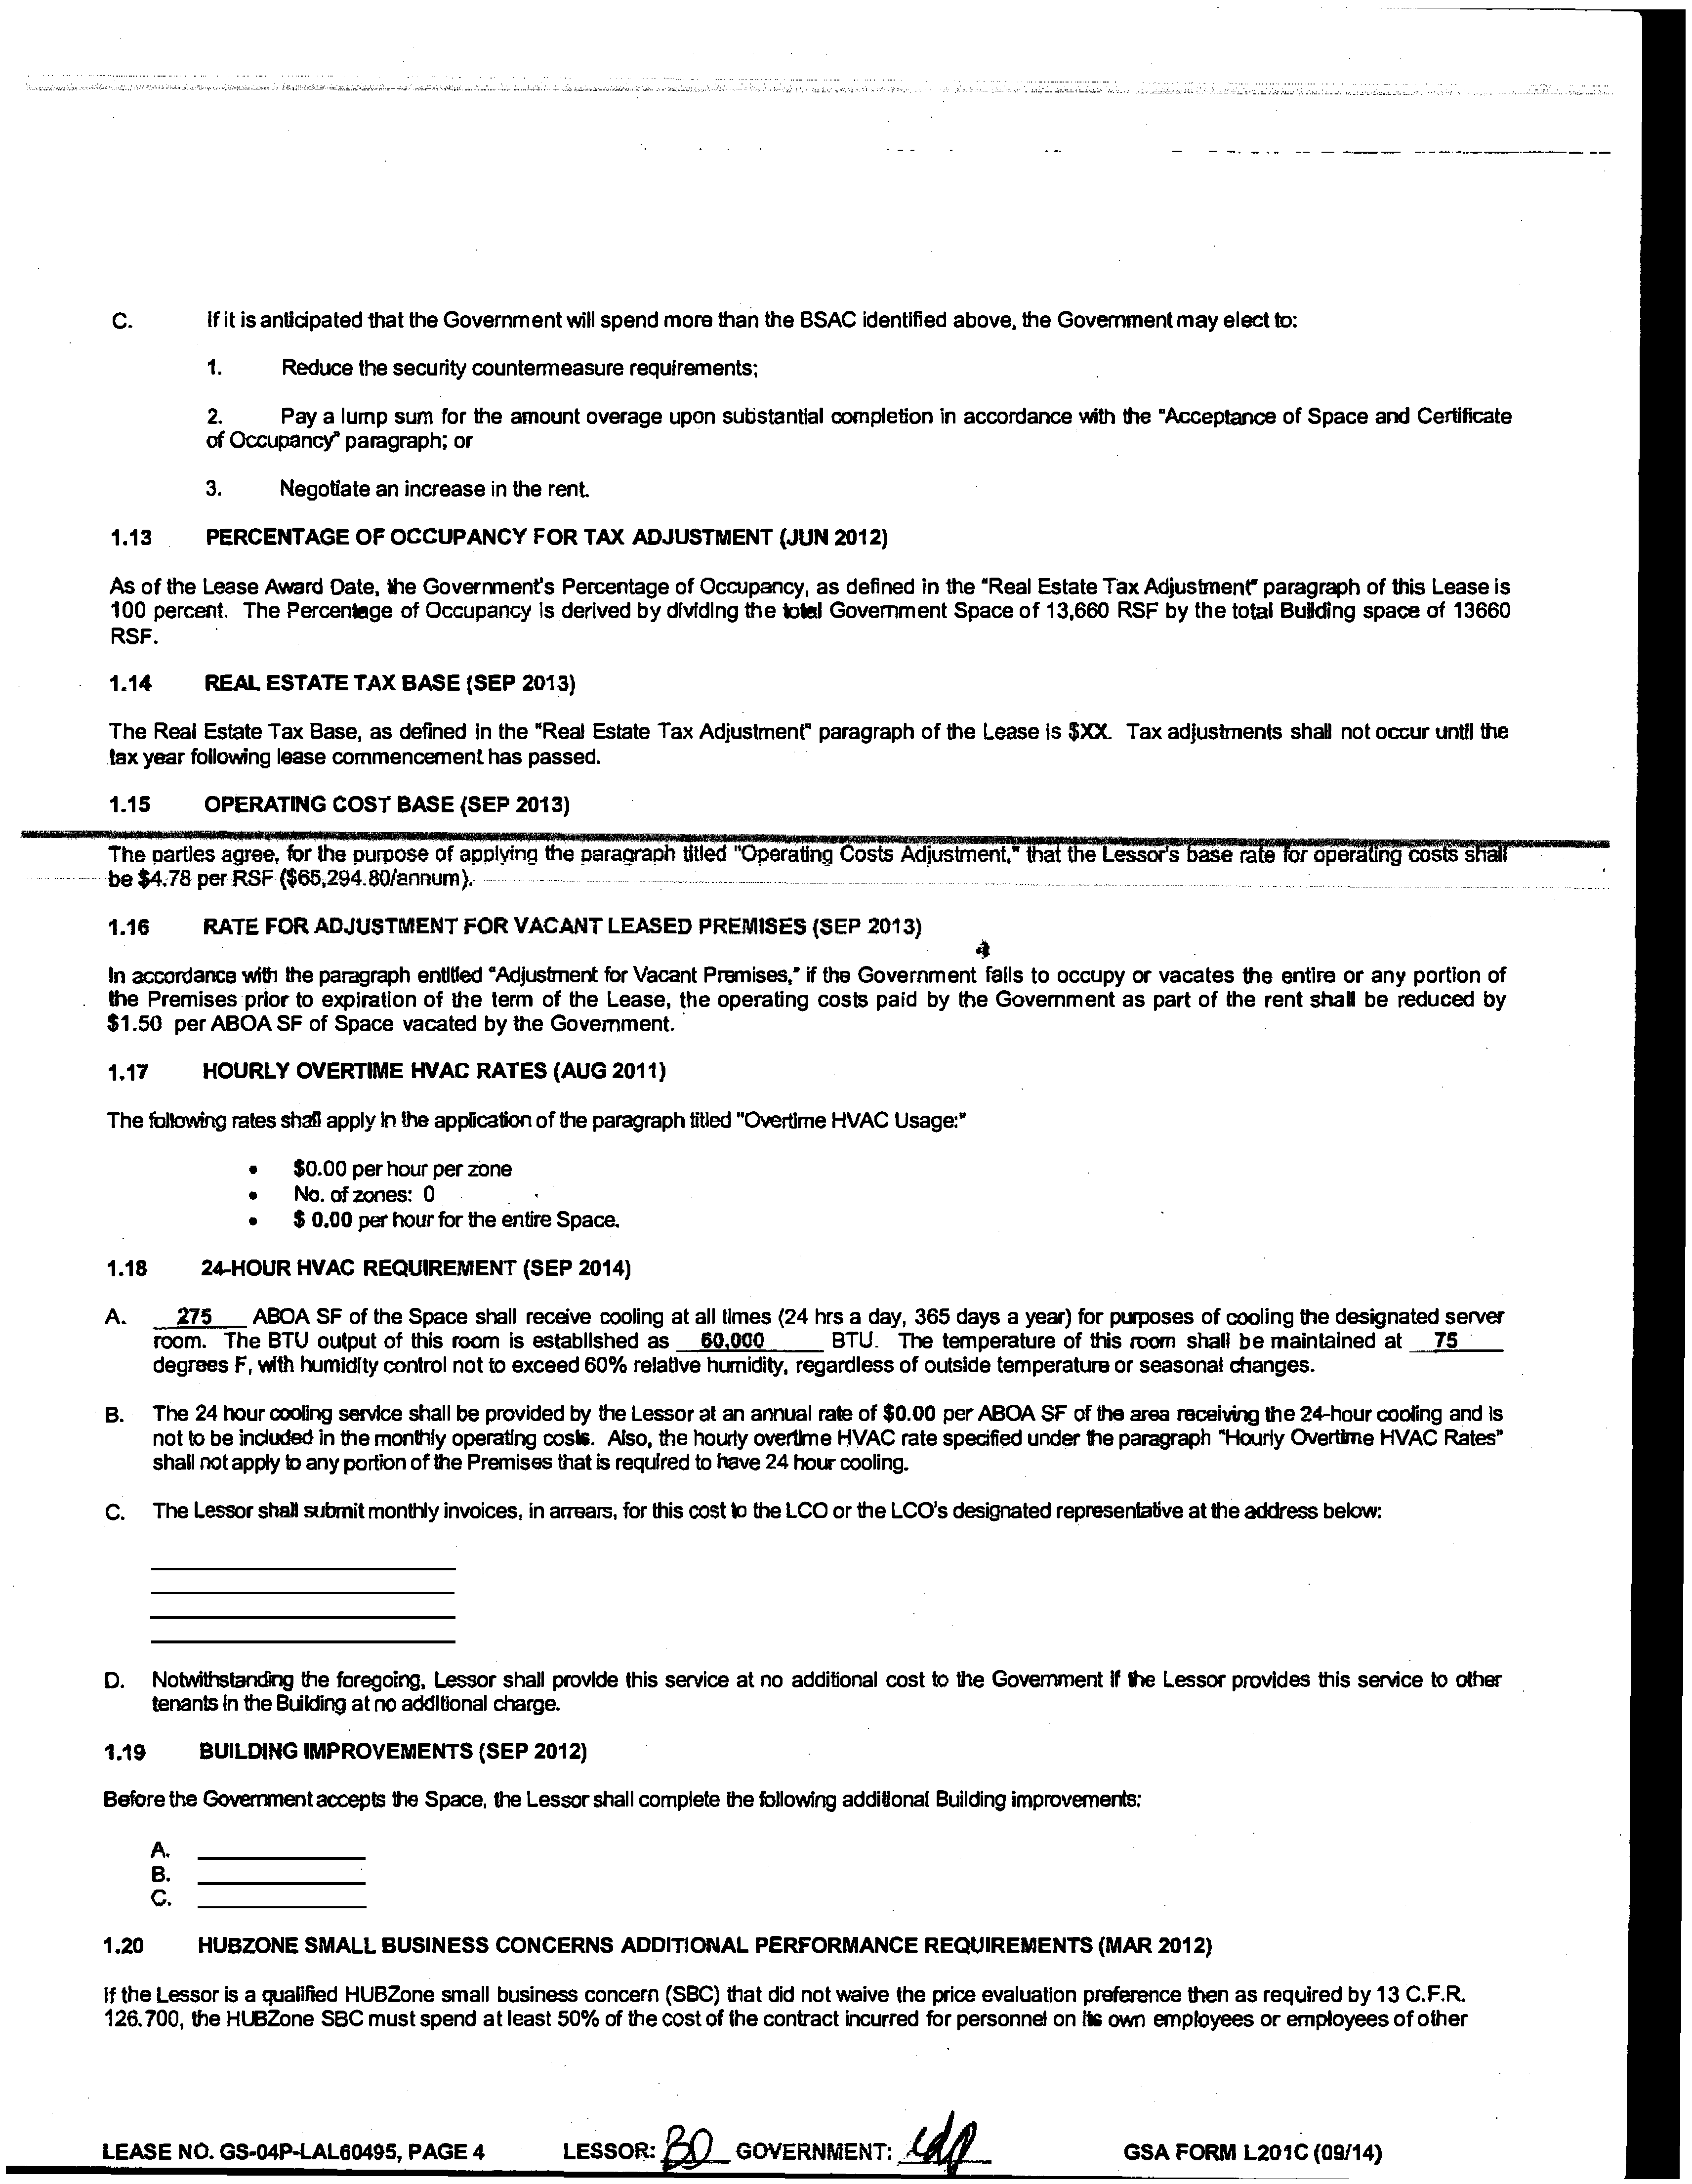 C. If it is anticipated that the Government will spend more than the BSAC identified above, the Government may elect to:
1. Reduce the security countermeasure requirements;
2. Pay a lump sum for the amount overage upon substantial completion in accordance with the "Acceptance of Space and Certificate
of Occupancy" paragraph; or
3. Negotiate an increase in the rent.
1.13 PERCENTAGE OF OCCUPANCY FOR TAX ADJUSTMENT (JUN 2012)
As of the Lease Award Date, the Government's Percentage of Occupancy, as defined in the "Real Estate Tax Adjustment" paragraph of this Lease is
100 percent. The Percentage of Occupancy is derived by dividing the total Government Space of 13,660 RSF by the total Building space of 13660
RSF.
1.14 REAL ESTATE TAX BASE (SEP 2013)
The Real Estate Tax Base, as defined in the "Real Estate Tax Adjustment" paragraph of the Lease is $XX. Tax adjustments shall not occur until the
tax year following lease commencement has passed.
1.15 OPERATING COST BASE (SEP 2013)
The parties agree, for the purpose of applying the paragraph titled "Operating Costs Adjustment," that the Lessor's base rate for operating costs shall
be $4.78 per RSF ($65,294.80/annum).
1.16 RATE FOR ADJUSTMENT FOR VACANT LEASED PREMISES (SEP 2013)
In accordance with the paragraph entitled "Adjustment for Vacant Premises," if the Government fails to occupy or vacates the entire or any portion of
the Premises prior to expiration of the term of the Lease, the operating costs paid by the Government as part of the rent shall be reduced by
$1.50 per ABOA SF of Space vacated by the Government.
1.17 HOURLY OVERTIME HVAC RATES (AUG 2011)
The following rates shall apply in the application of the paragraph titled "Overtime HVAC Usage:"
• $0.00 per hour per zone
• No. of zones: 0
• $ 0.00 per hour for the entire Space.
1.18 24-HOUR HVAC REQUIREMENT (SEP 2014)
A. 275 ABOA SF of the Space shall receive cooling at all times (24 hrs a day, 365 days a year) for purposes of cooling the designated server
room. The BTU output of this room is established as 60,000 BTU. The temperature of this room shall be maintained at 75
degrees F, with humidity control not to exceed 60% relative humidity, regardless of outside temperature or seasonal changes.
B. The 24 hour cooling service shall be provided by the Lessor at an annual rate of $0.00 per ABOA SF of the area receiving the 24-hour cooling and is
not to be included in the monthly operating costs. Also, the hourly overtime HVAC rate specified under the paragraph "Hourly Overtime HVAC Rates"
shall not apply to any portion of the Premises that is required to have 24 hour cooling.
C. The Lessor shall submit monthly invoices, in arrears, for this cost to the LCO or the LCO's designated representative at the address below:
D. Notwithstanding the foregoing, Lessor shall provide this service at no additional cost to the Government if the Lessor provides this service to other
tenants in the Building at no additional charge.
1.19 BUILDING IMPROVEMENTS (SEP 2012)
Before the Government accepts the Space, the Lessor shall complete the following additional Building improvements:
A.
B.
C.
1.20 HUBZONE SMALL BUSINESS CONCERNS ADDITIONAL PERFORMANCE REQUIREMENTS (MAR 2012)
If the Lessor is a qualified HUBZone small business concern (SBC) that did not waive the price evaluation preference then as required by 13 C.F.R.
126.700, the HUBZone SBC must spend at least 50% of the cost of the contract incurred for personnel on its own employees or employees of other
LEASE NO. GS-04P-LAL60495, PAGE 4 LESSOR: BO GOVERNMENT: GSA FORM L201C (09/14)